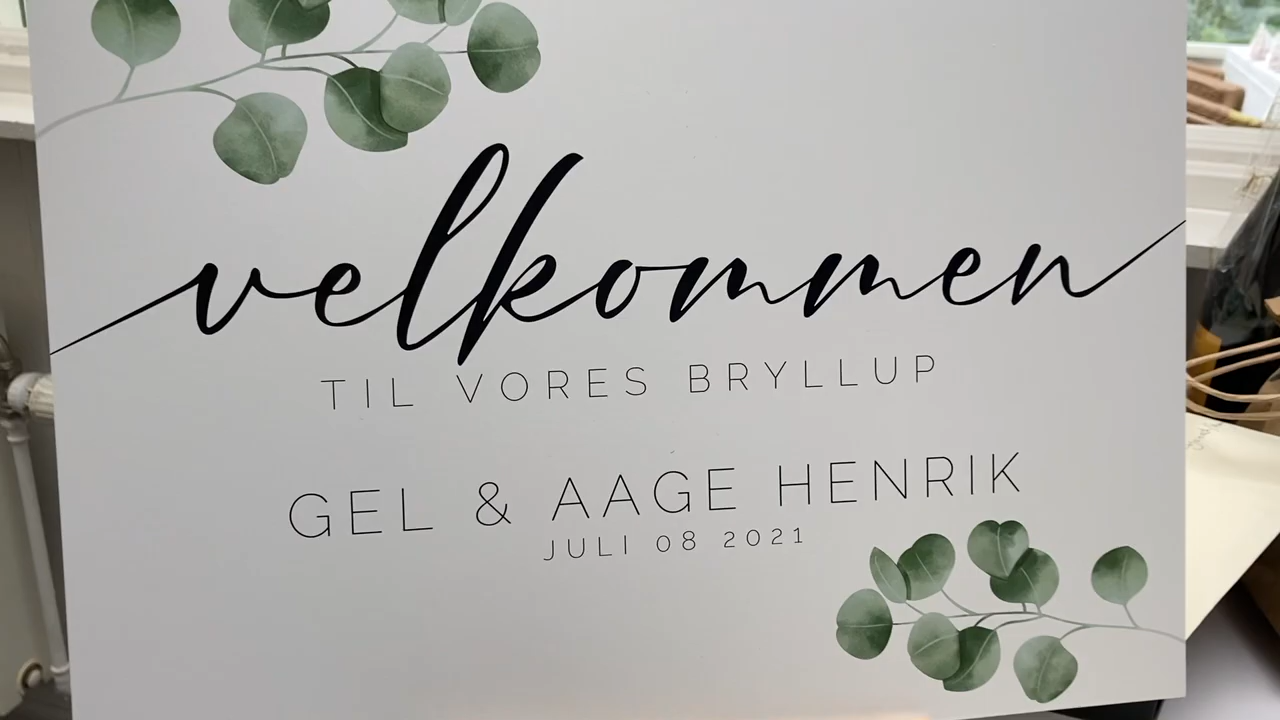 velkommen
TIL VORES BRYLLUP
GEL & AAGE HENRIK
JULI 08 2021